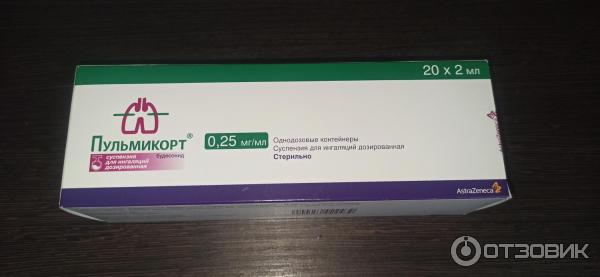 20 x 2 мл
Пульмикорт®
будесонид
суспензия
для ингаляций
дозированная
0,25 мг/мл
Однодозовые контейнеры
Суспензия для ингаляций дозированная
Стерильно
AstraZeneca
ОТЗОВИК